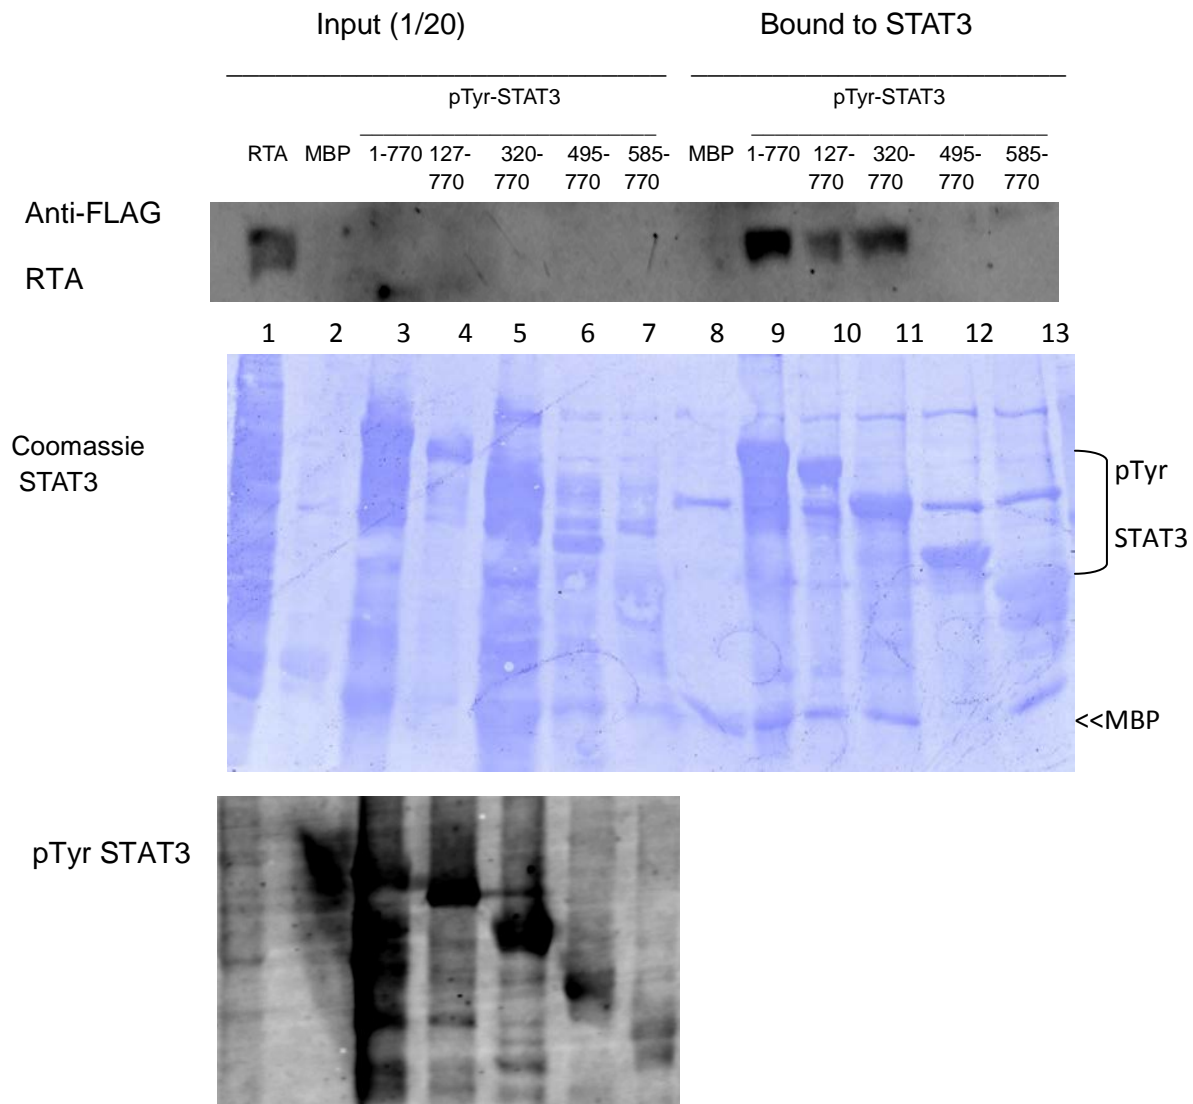 Input (1/20) Bound to STAT3
pTyr-STAT3 pTyr-STAT3
RTA MBP 1-770 127- 320- 495- 585- MBP 1-770 127- 320- 495- 585-
770 770 770 770 770 770 770 770
Anti-FLAG
RTA
1 2 3 4 5 6 7 8 9 10 11 12 13
Coomassie
STAT3
pTyr
STAT3
<<MBP
pTyr STAT3